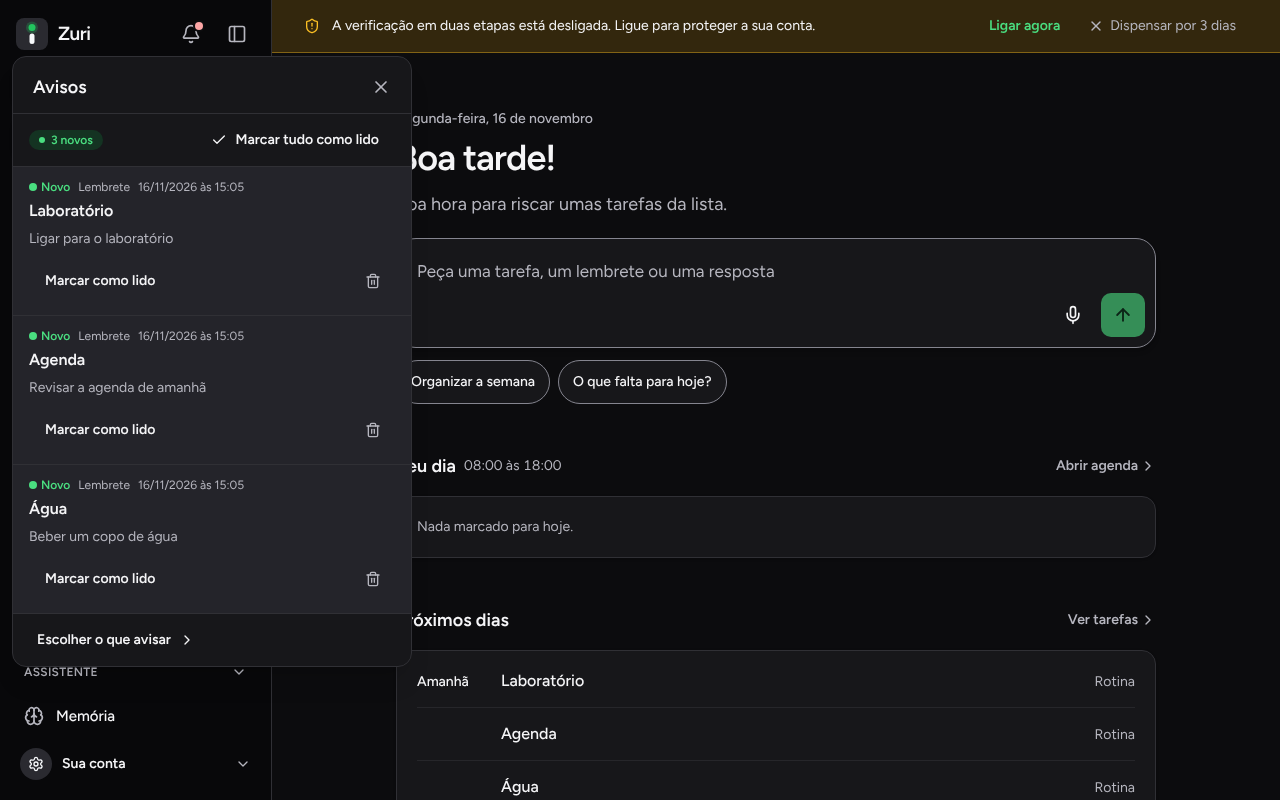 Zuri
A verificação em duas etapas está desligada. Ligue para proteger a sua conta.
Ligar agora
Dispensar por 3 dias
Avisos
3 novos
Marcar tudo como lido
Novo Lembrete 16/11/2026 às 15:05
Laboratório
Ligar para o laboratório
Marcar como lido
Novo Lembrete 16/11/2026 às 15:05
Agenda
Revisar a agenda de amanhã
Marcar como lido
Novo Lembrete 16/11/2026 às 15:05
Água
Beber um copo de água
Marcar como lido
Escolher o que avisar
ASSISTENTE
Memória
Sua conta
gunda-feira, 16 de novembro
Boa tarde!
oa hora para riscar umas tarefas da lista.
Peça uma tarefa, um lembrete ou uma resposta
Organizar a semana
O que falta para hoje?
eu dia 08:00 às 18:00
Abrir agenda
Nada marcado para hoje.
róximos dias
Ver tarefas
Amanhã Laboratório Rotina
Agenda Rotina
Água Rotina